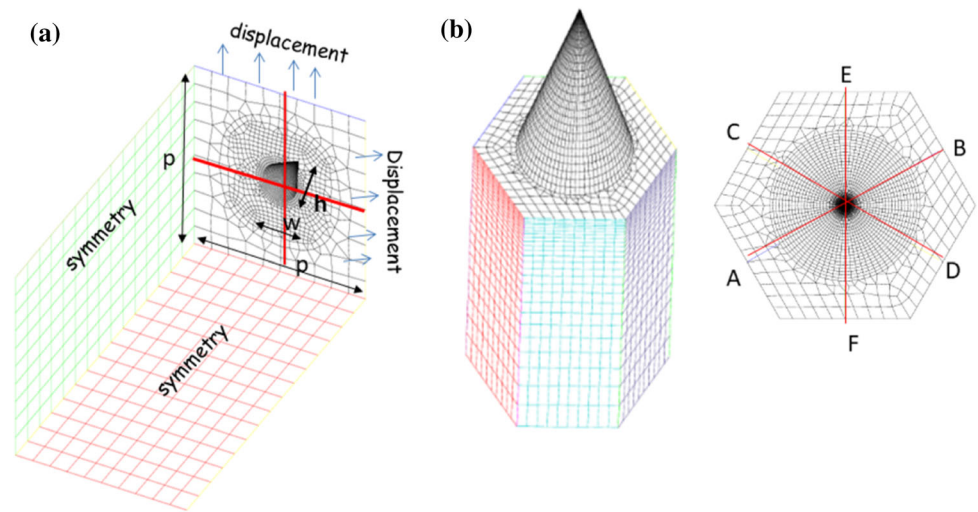 (a)
displacement
p
Displacement
h
w
p
symmetry
symmetry
(b)
E
C
B
A
D
F